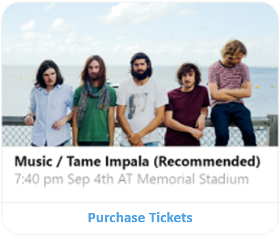 Music / Tame Impala (Recommended)
7:40 pm Sep 4th AT Memorial Stadium
Purchase Tickets